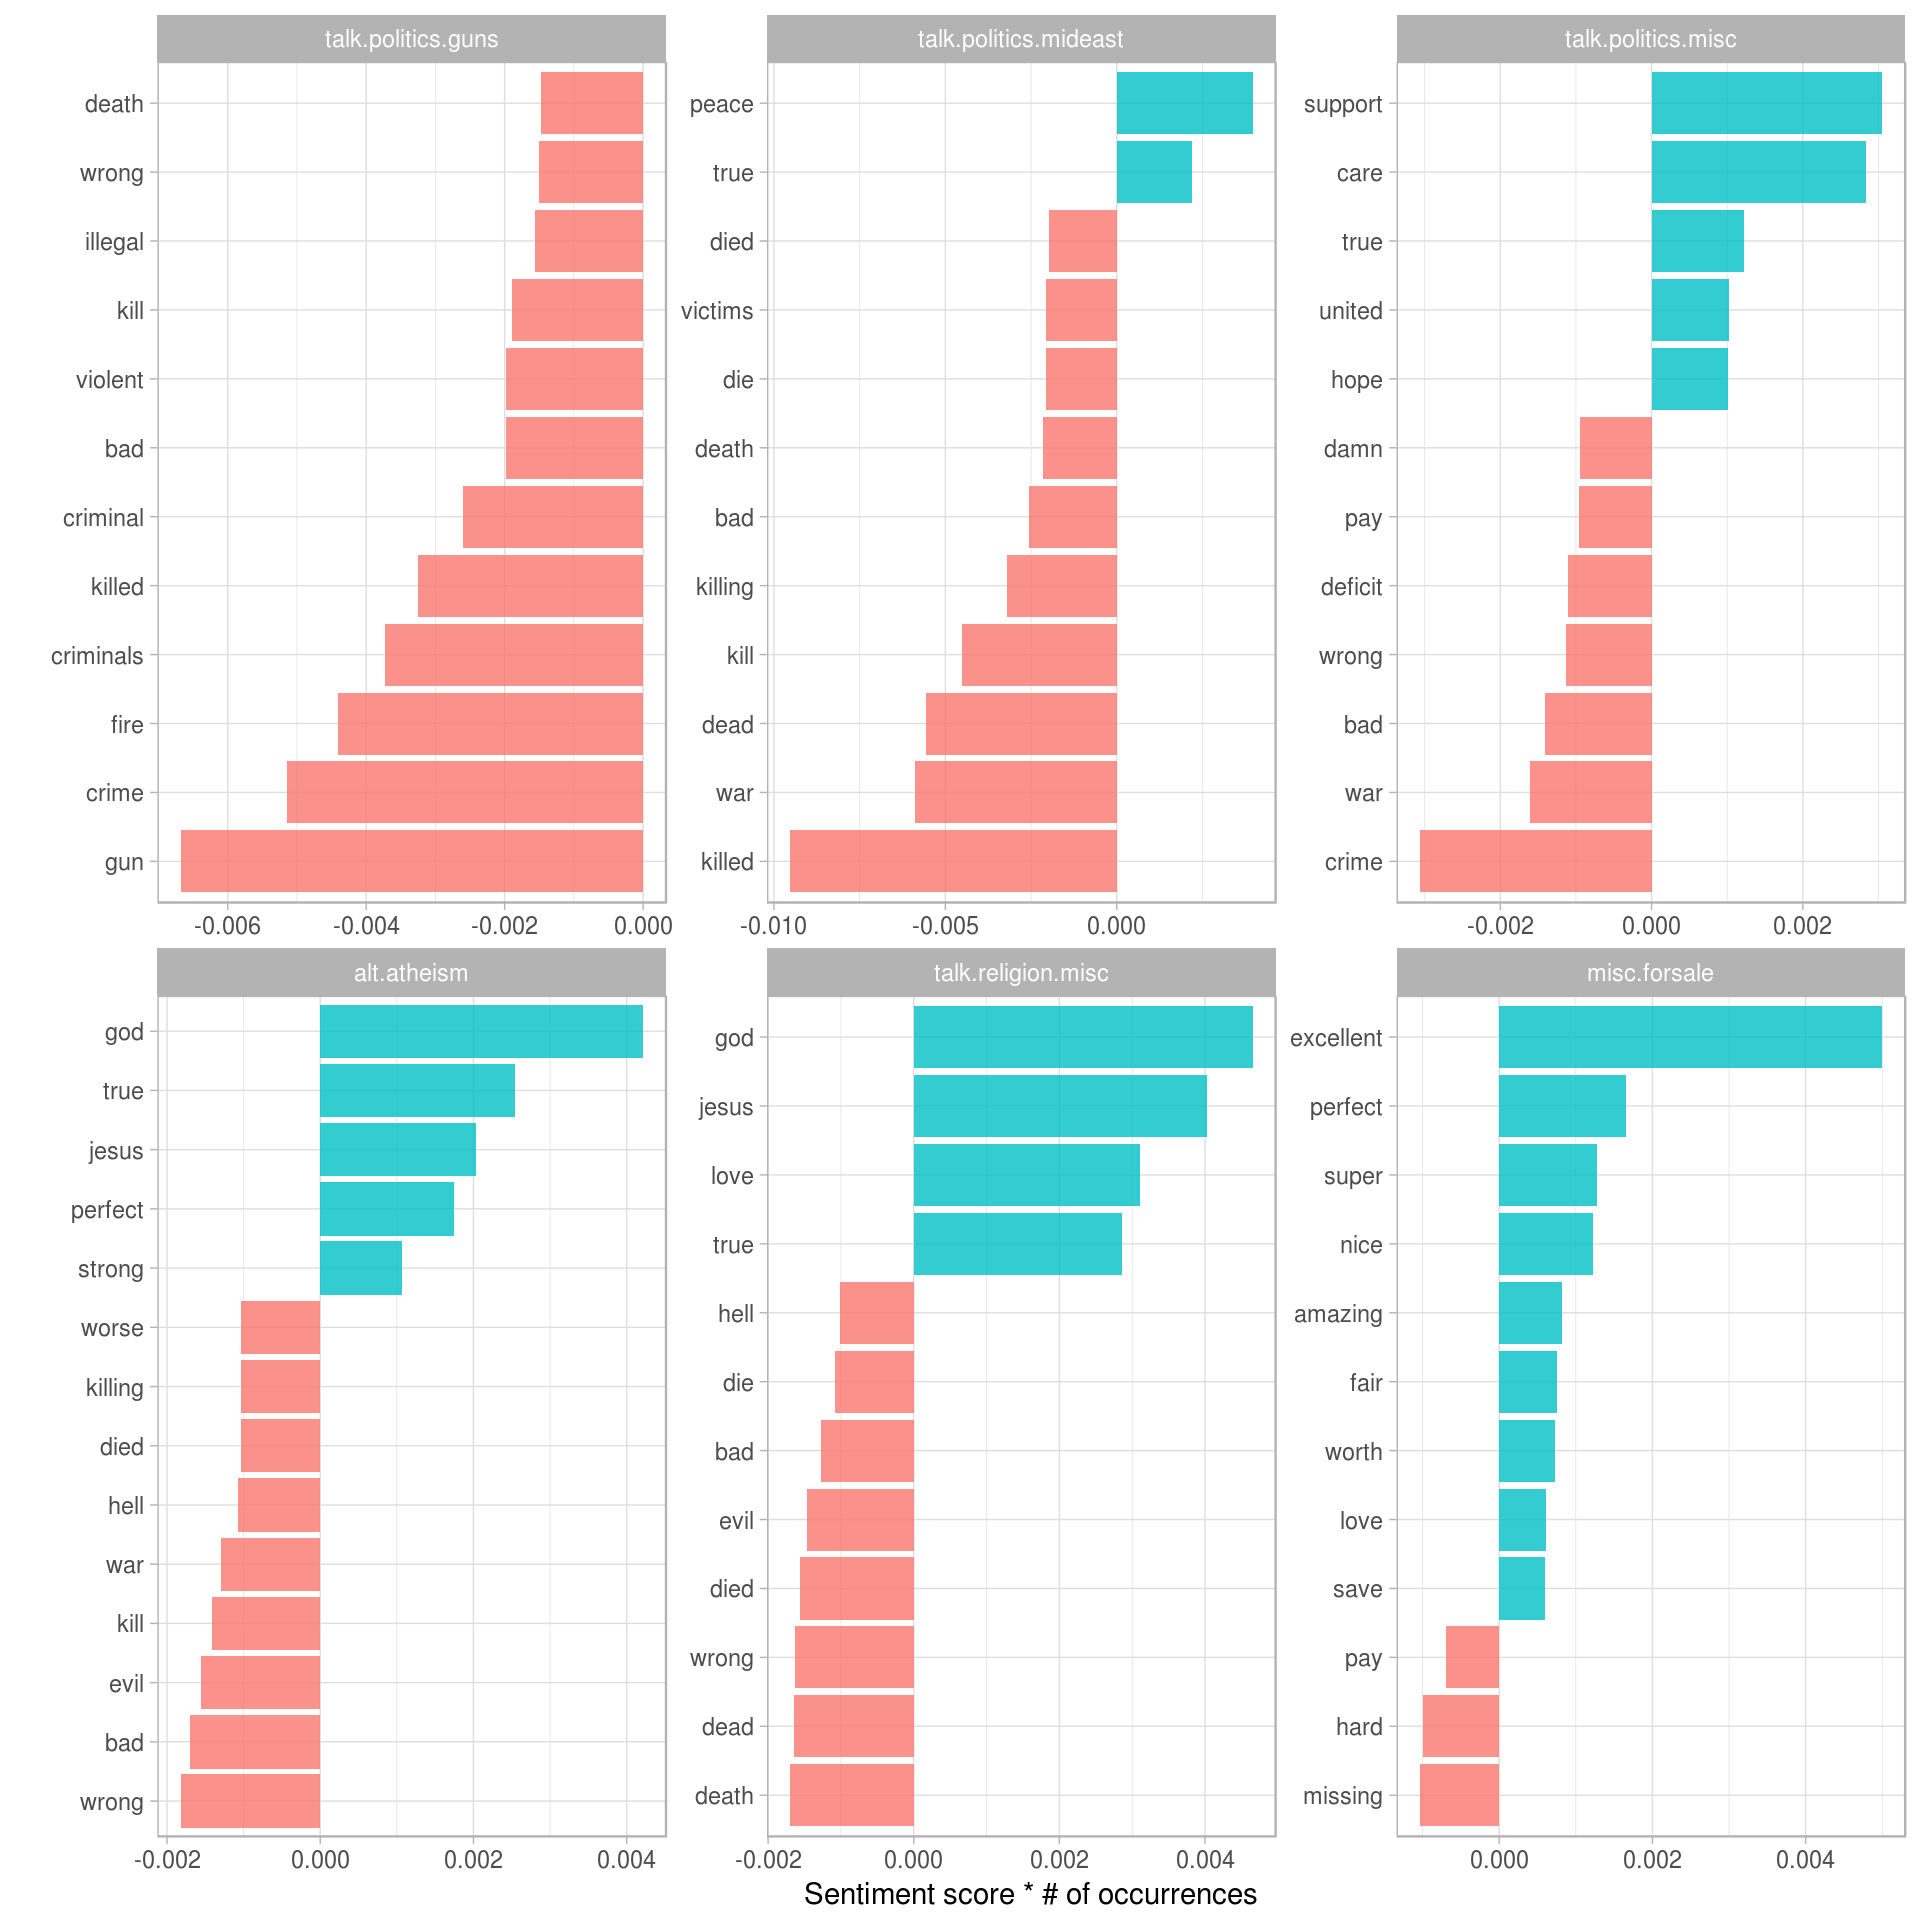 talk.politics.guns
death
wrong
illegal
kill
violent
bad
criminal
killed
criminals
fire
crime
gun
-0.006 -0.004 -0.002 0.000
talk.politics.mideast
peace
true
died
victims
die
death
bad
killing
kill
dead
war
killed
-0.010 -0.005 0.000
talk.politics.misc
support
care
true
united
hope
damn
pay
deficit
wrong
bad
war
crime
-0.002 0.000 0.002
alt.atheism
god
true
jesus
perfect
strong
worse
killing
died
hell
war
kill
evil
bad
wrong
-0.002 0.000 0.002 0.004
talk.religion.misc
god
jesus
love
true
hell
die
bad
evil
died
wrong
dead
death
-0.002 0.000 0.002 0.004
misc.forsale
excellent
perfect
super
nice
amazing
fair
worth
love
save
pay
hard
missing
0.000 0.002 0.004
Sentiment score * # of occurrences